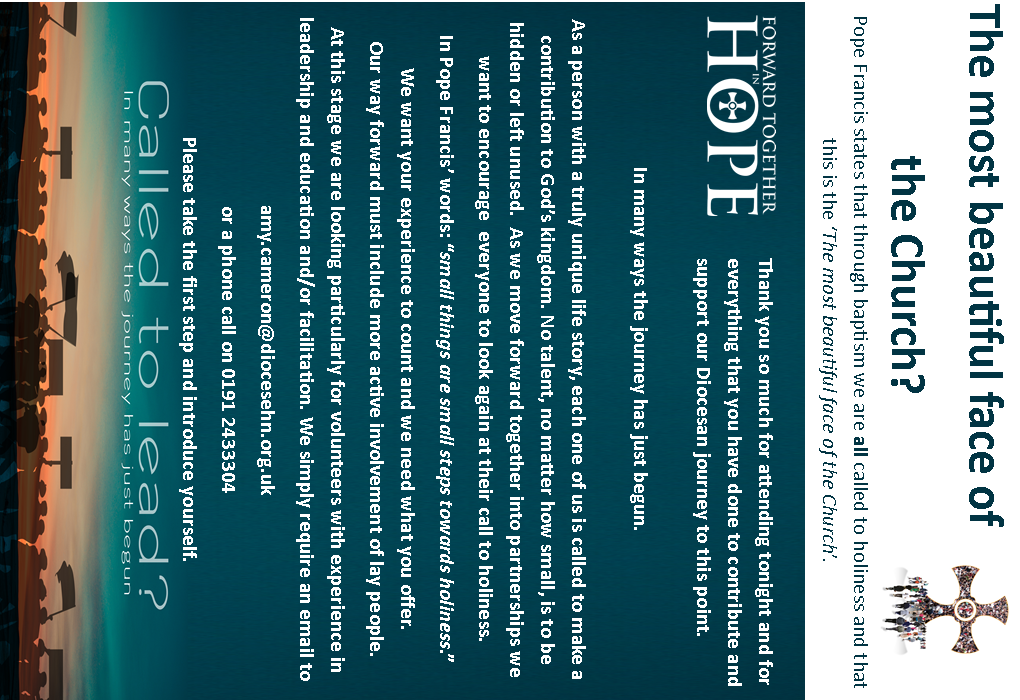 The most beautiful face of
the Church?
Pope Francis states that through baptism we are all called to holiness and that
this is the ‘The most beautiful face of the Church’.
FORWARD TOGETHER
IN
HOPE
Thank you so much for attending tonight and for
everything that you have done to contribute and
support our Diocesan journey to this point.
In many ways the journey has just begun.
As a person with a truly unique life story, each one of us is called to make a
contribution to God’s kingdom. No talent, no matter how small, is to be
hidden or left unused. As we move forward together into partnerships we
want to encourage everyone to look again at their call to holiness.
In Pope Francis’ words: “small things are small steps towards holiness.”
We want your experience to count and we need what you offer.
Our way forward must include more active involvement of lay people.
At this stage we are looking particularly for volunteers with experience in
leadership and education and/or facilitation. We simply require an email to
amy.cameron@diocesehn.org.uk
or a phone call on 0191 2433304
Please take the first step and introduce yourself.
Called to lead?
In many ways the journey has just begun